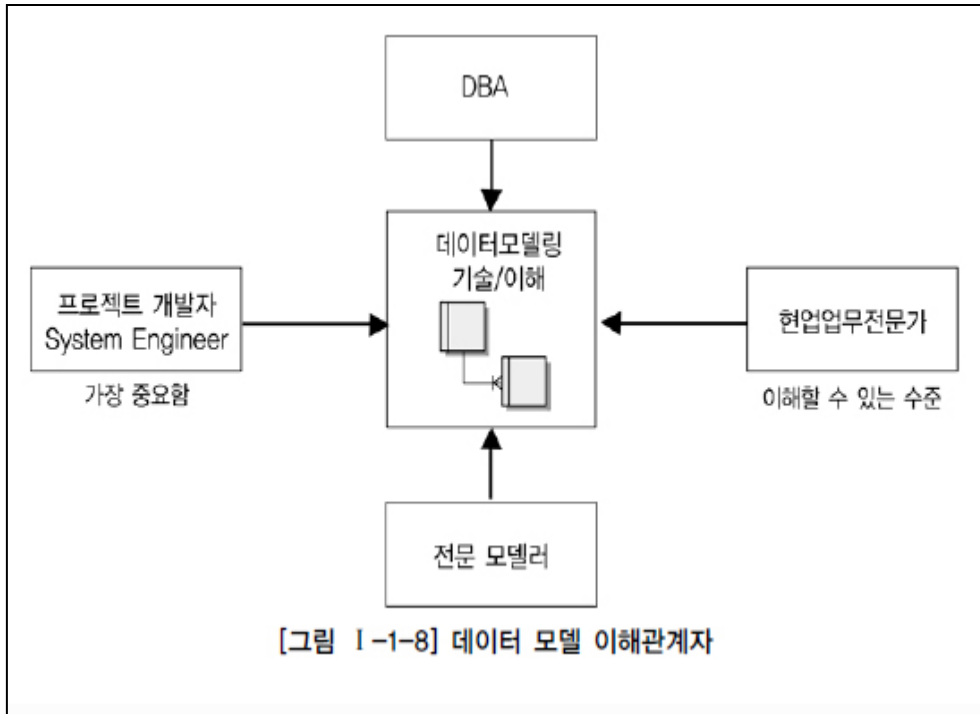 DBA
데이터모델링
기술/이해
프로젝트 개발자
System Engineer
가장 중요함
현업업무전문가
이해할 수 있는 수준
전문 모델러
[그림 Ⅰ-1-8] 데이터 모델 이해관계자